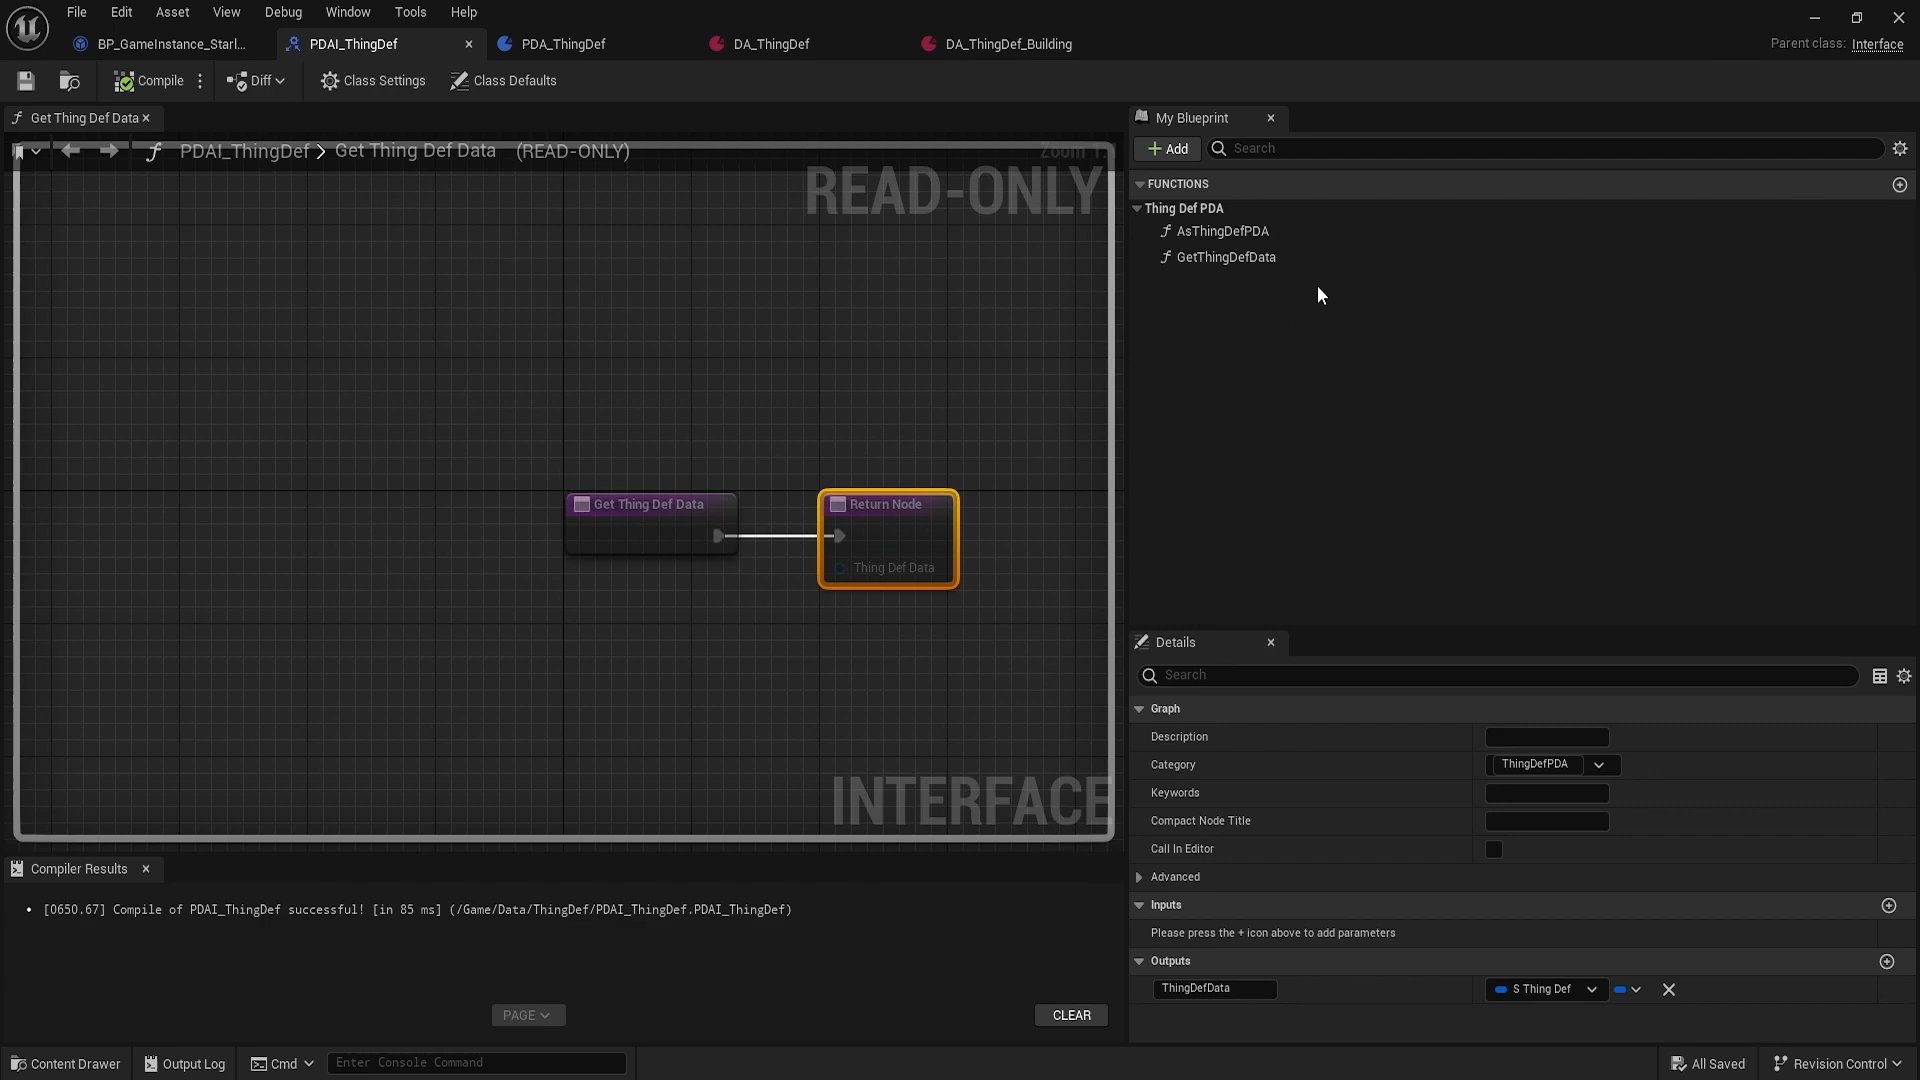 File Edit Asset View Debug Window Tools Help
BP_GameInstance_Starl... PDAI_ThingDef PDA_ThingDef DA_ThingDef DA_ThingDef_Building
Parent class: Interface
Compile Diff Class Settings Class Defaults
Get Thing Def Data
PDAI_ThingDef > Get Thing Def Data (READ-ONLY)
READ-ONLY
Get Thing Def Data
Return Node
Thing Def Data
INTERFACE
Compiler Results
• [0650.67] Compile of PDAI_ThingDef successful! [in 85 ms] (/Game/Data/ThingDef/PDAI_ThingDef.PDAI_ThingDef)
PAGE
CLEAR
My Blueprint
+ Add
Search
FUNCTIONS
Thing Def PDA
AsThingDefPDA
GetThingDefData
Details
Search
Graph
Description
Category ThingDefPDA
Keywords
Compact Node Title
Call In Editor
Advanced
Inputs
Please press the + icon above to add parameters
Outputs
ThingDefData S Thing Def
Content Drawer Output Log Cmd Enter Console Command All Saved Revision Control